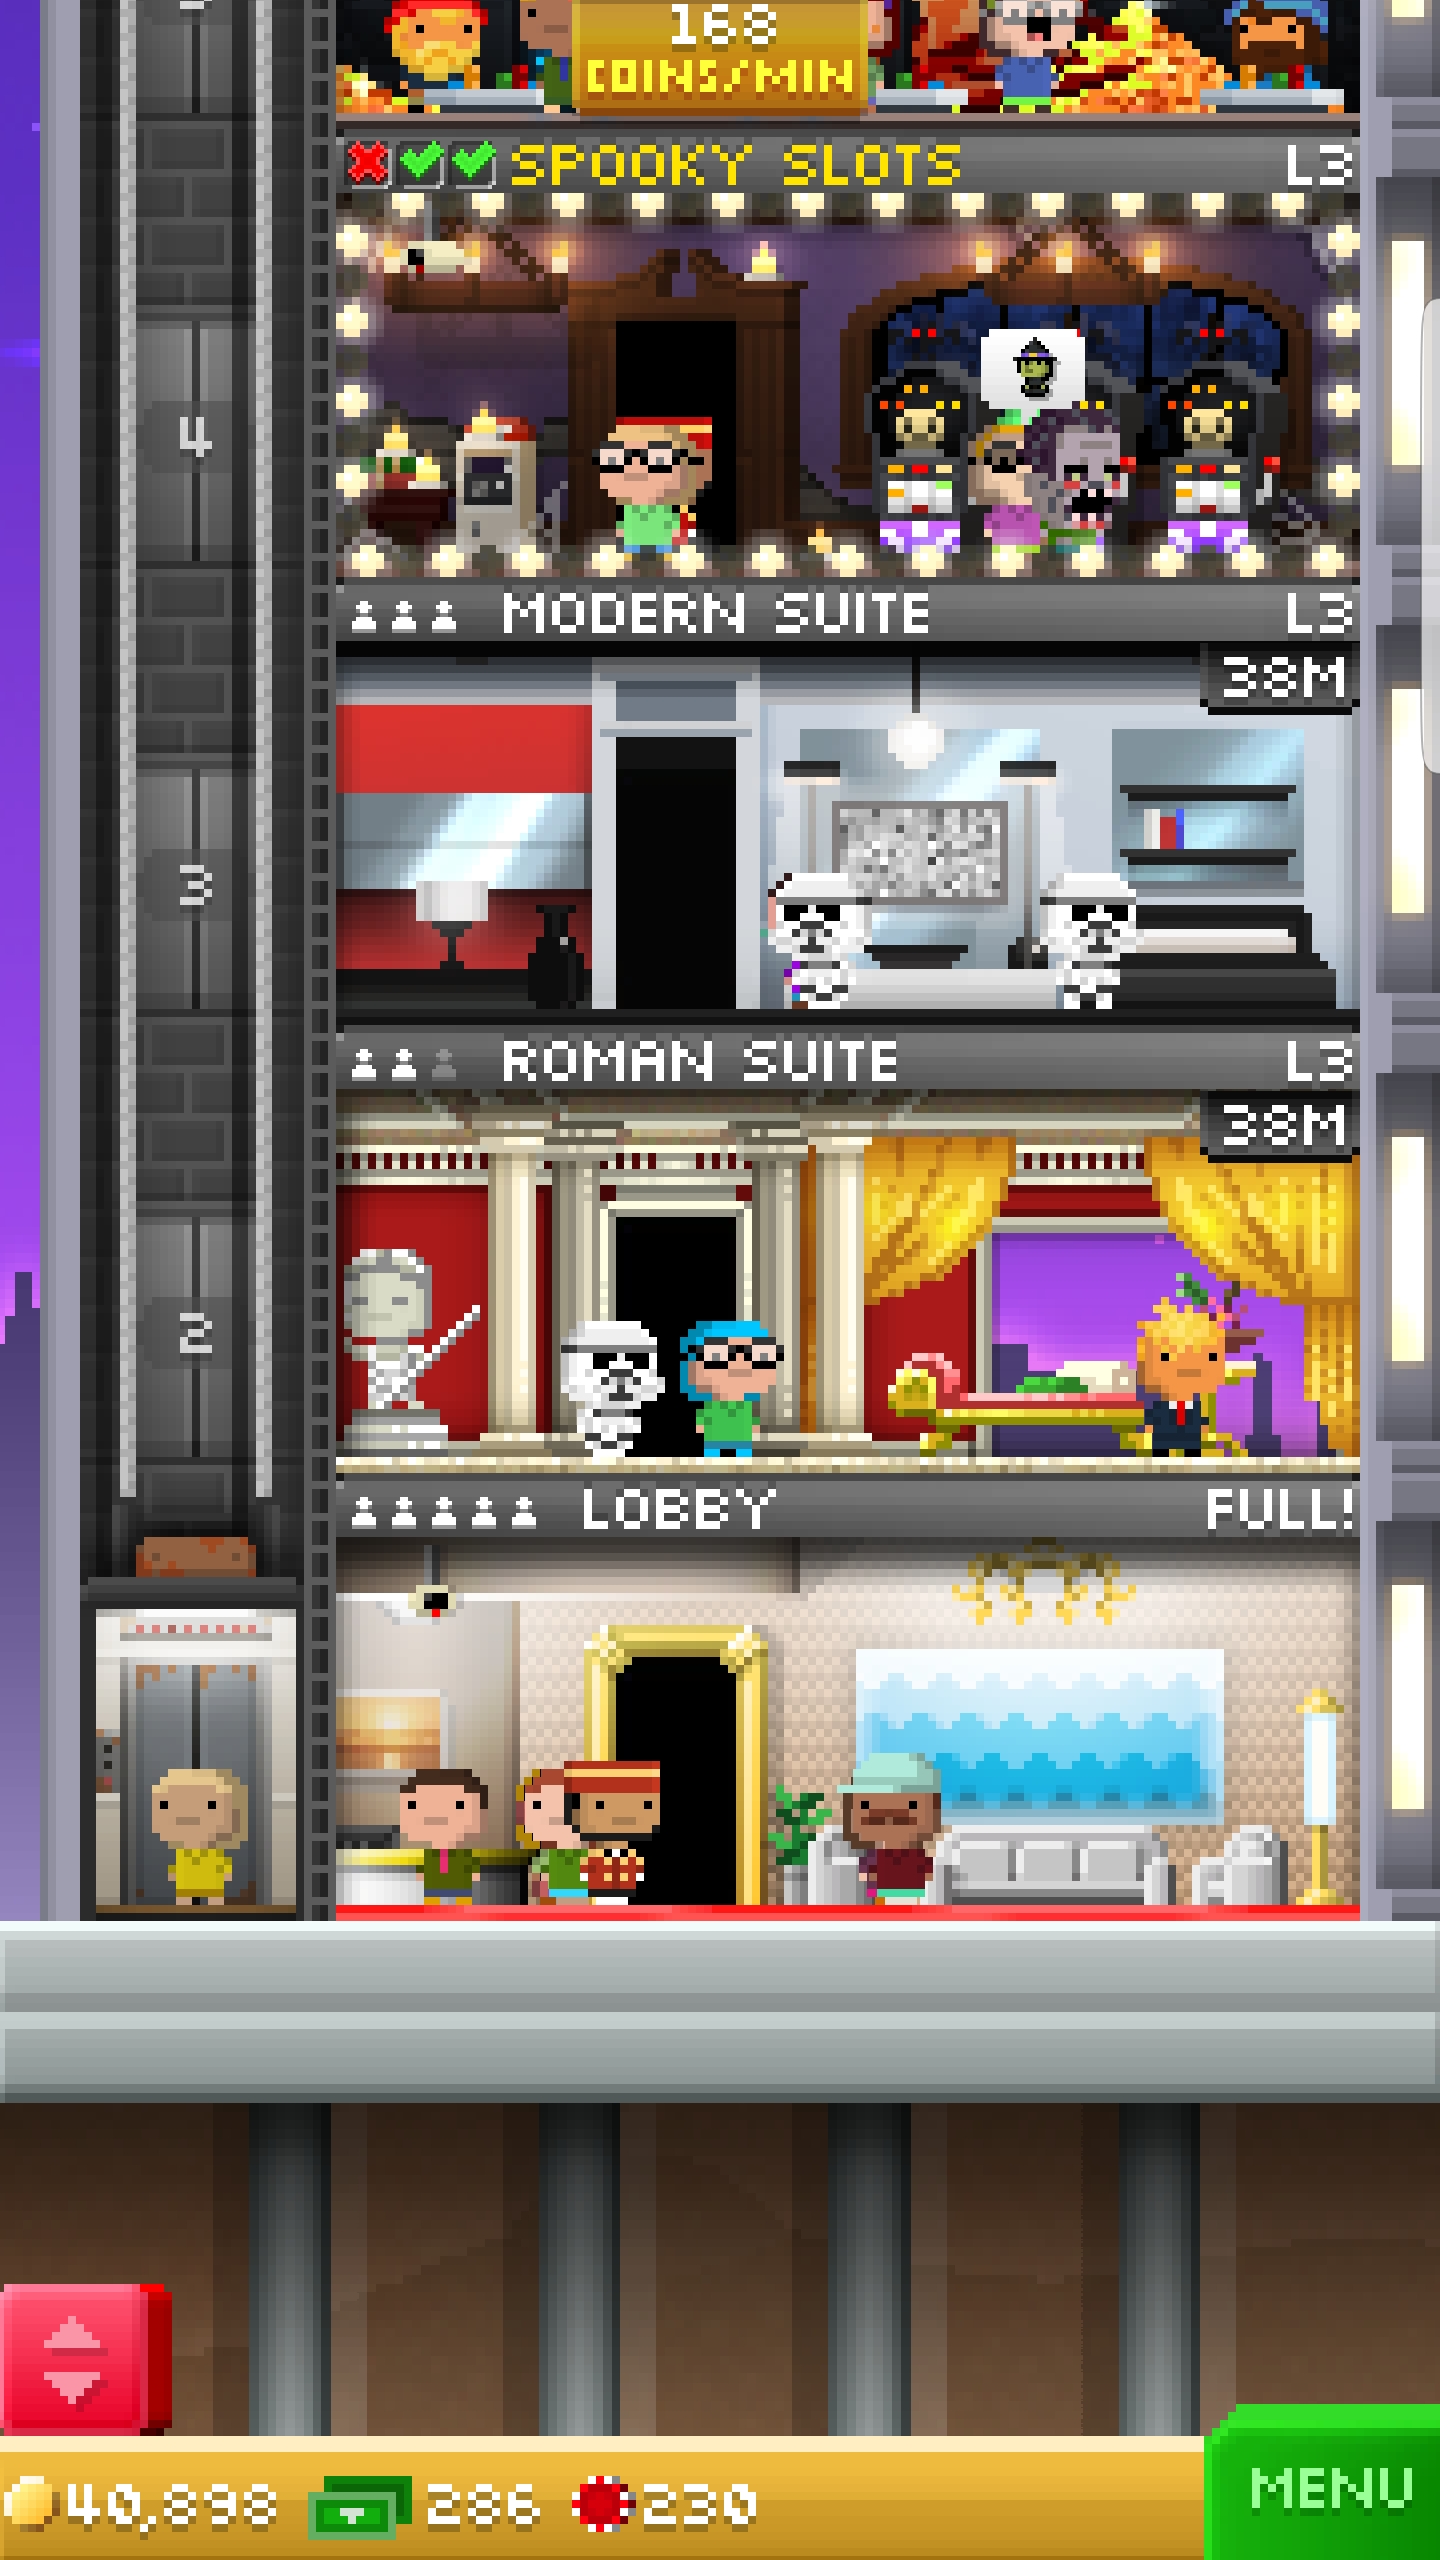 168
COINS/MIN
SPOOKY SLOTS L3
4
MODERN SUITE L3
38M
3
ROMAN SUITE L3
38M
2
LOBBY FULL!
40,898 286 230
MENU